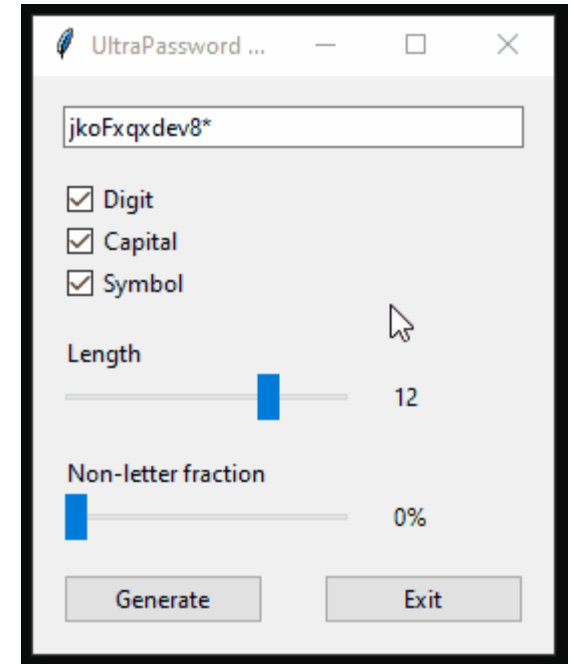 UltraPassword ...
jkoFxqxdev8*
Digit
Capital
Symbol
Length
12
Non-letter fraction
0%
Generate Exit